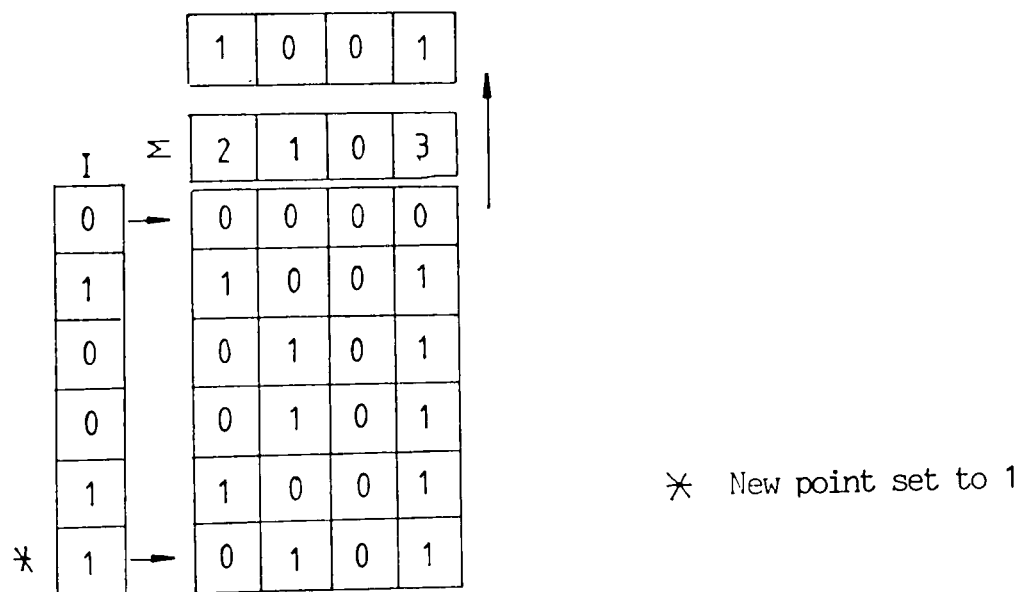 1 0 0 1
Σ 2 1 0 3
I
0 0 0 0 0
1 1 0 0 1
0 0 1 0 1
0 0 1 0 1
1 1 0 0 1
* 1 0 1 0 1
* New point set to 1